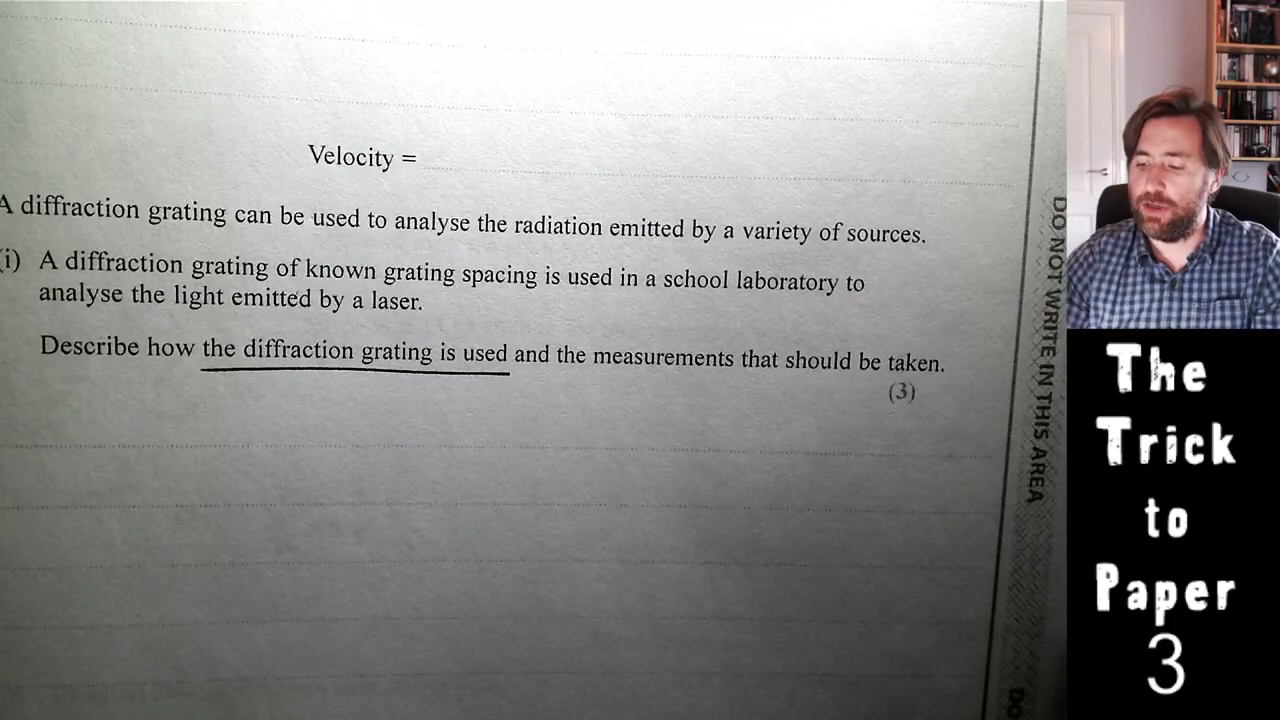 Velocity =
A diffraction grating can be used to analyse the radiation emitted by a variety of sources.
(i) A diffraction grating of known grating spacing is used in a school laboratory to
analyse the light emitted by a laser.
Describe how the diffraction grating is used and the measurements that should be taken.
(3)
DO NOT WRITE IN THIS AREA
DO
The
Trick
to
Paper
3